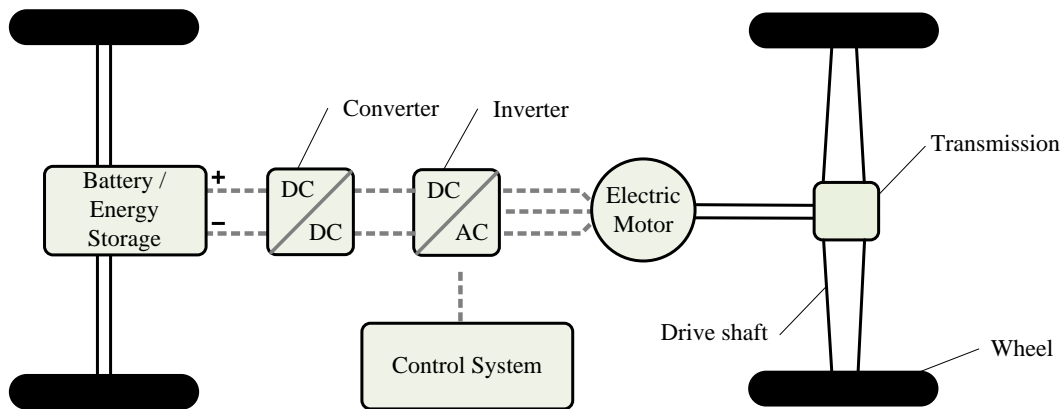 Converter
Inverter
Transmission
Battery /
Energy
Storage
+
−
DC
DC
DC
AC
Electric
Motor
Drive shaft
Control System
Wheel